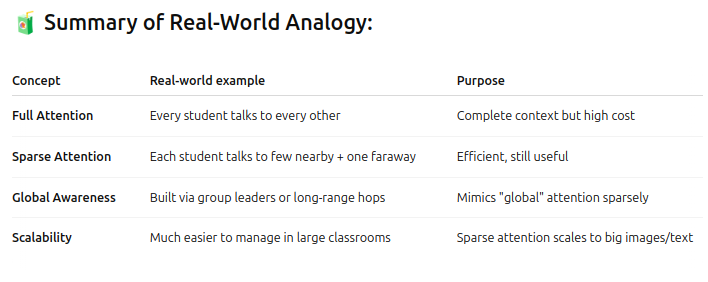 🧃 Summary of Real-World Analogy:
Concept Real-world example Purpose
Full Attention Every student talks to every other Complete context but high cost
Sparse Attention Each student talks to few nearby + one faraway Efficient, still useful
Global Awareness Built via group leaders or long-range hops Mimics "global" attention sparsely
Scalability Much easier to manage in large classrooms Sparse attention scales to big images/text